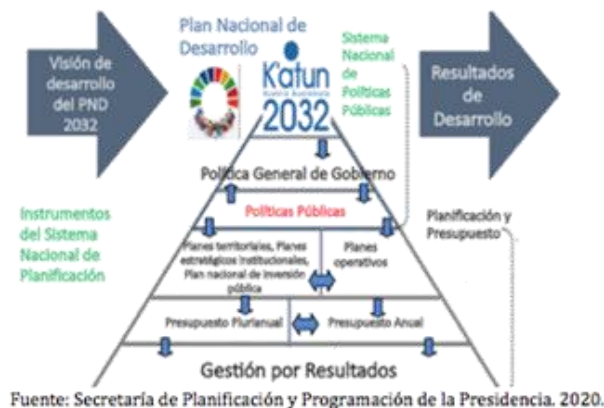 Visión de
desarrollo
del PND
2032
Plan Nacional de
Desarrollo
K'atun
2032
Sistema
Nacional
de
Políticas
Públicas
Resultados
de
Desarrollo
Política General de Gobierno
Políticas Públicas
Instrumentos
del Sistema
Nacional de
Planificación
Planificación y
Presupuesto
Planes territoriales, Planes
estratégicos institucionales,
Plan nacional de inversión
pública
Planes
operativos
Presupuesto Plurianual
Presupuesto Anual
Gestión por Resultados
Fuente: Secretaría de Planificación y Programación de la Presidencia. 2020.